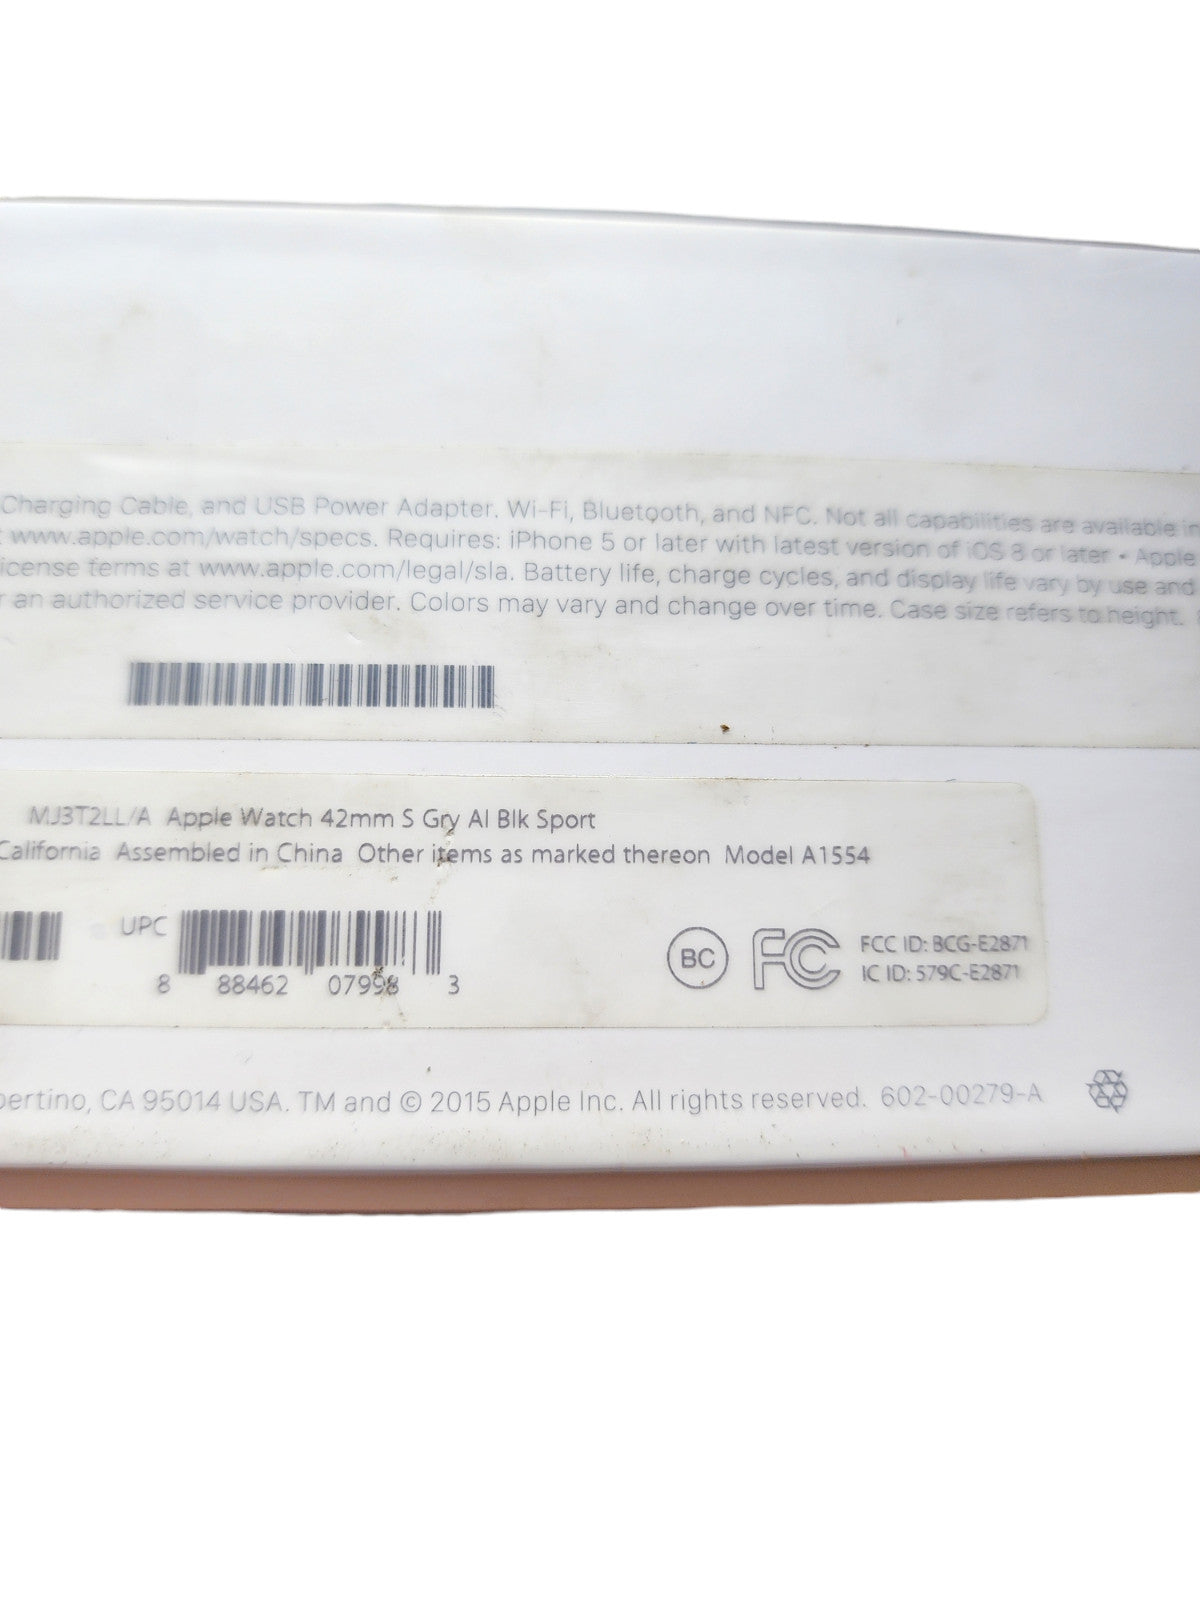 Charging Cable, and USB Power Adapter. Wi-Fi, Bluetooth, and NFC. Not all capabilities are available in
www.apple.com/watch/specs. Requires: iPhone 5 or later with latest version of iOS 8 or later • Apple
license terms at www.apple.com/legal/sla. Battery life, charge cycles, and display life vary by use and
an authorized service provider. Colors may vary and change over time. Case size refers to height.
MJ3T2LL/A Apple Watch 42mm S Gry Al Blk Sport
California Assembled in China Other items as marked thereon Model A1554
UPC
8 88462 07998 3
BC FC FCC ID: BCG-E2871
IC ID: 579C-E2871
pertino, CA 95014 USA. TM and © 2015 Apple Inc. All rights reserved. 602-00279-A